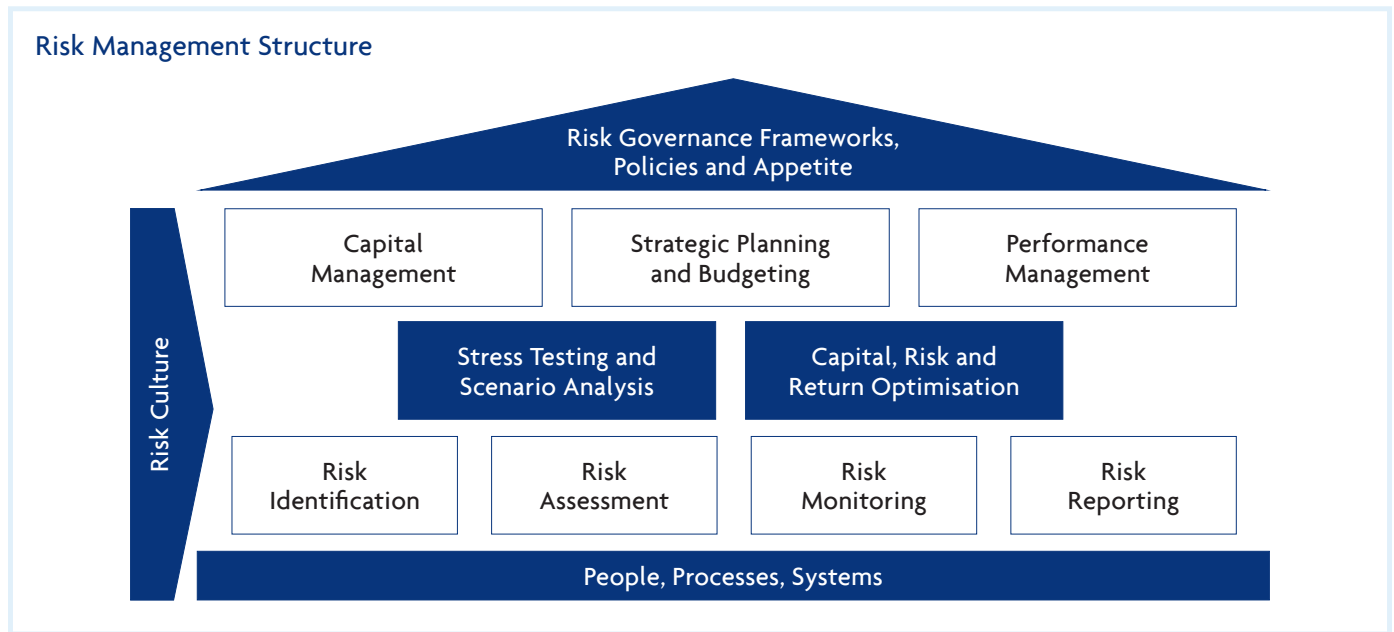 Risk Management Structure
Risk Governance Frameworks,
Policies and Appetite
Risk Culture
Capital
Management
Strategic Planning
and Budgeting
Performance
Management
Stress Testing and
Scenario Analysis
Capital, Risk and
Return Optimisation
Risk
Identification
Risk
Assessment
Risk
Monitoring
Risk
Reporting
People, Processes, Systems